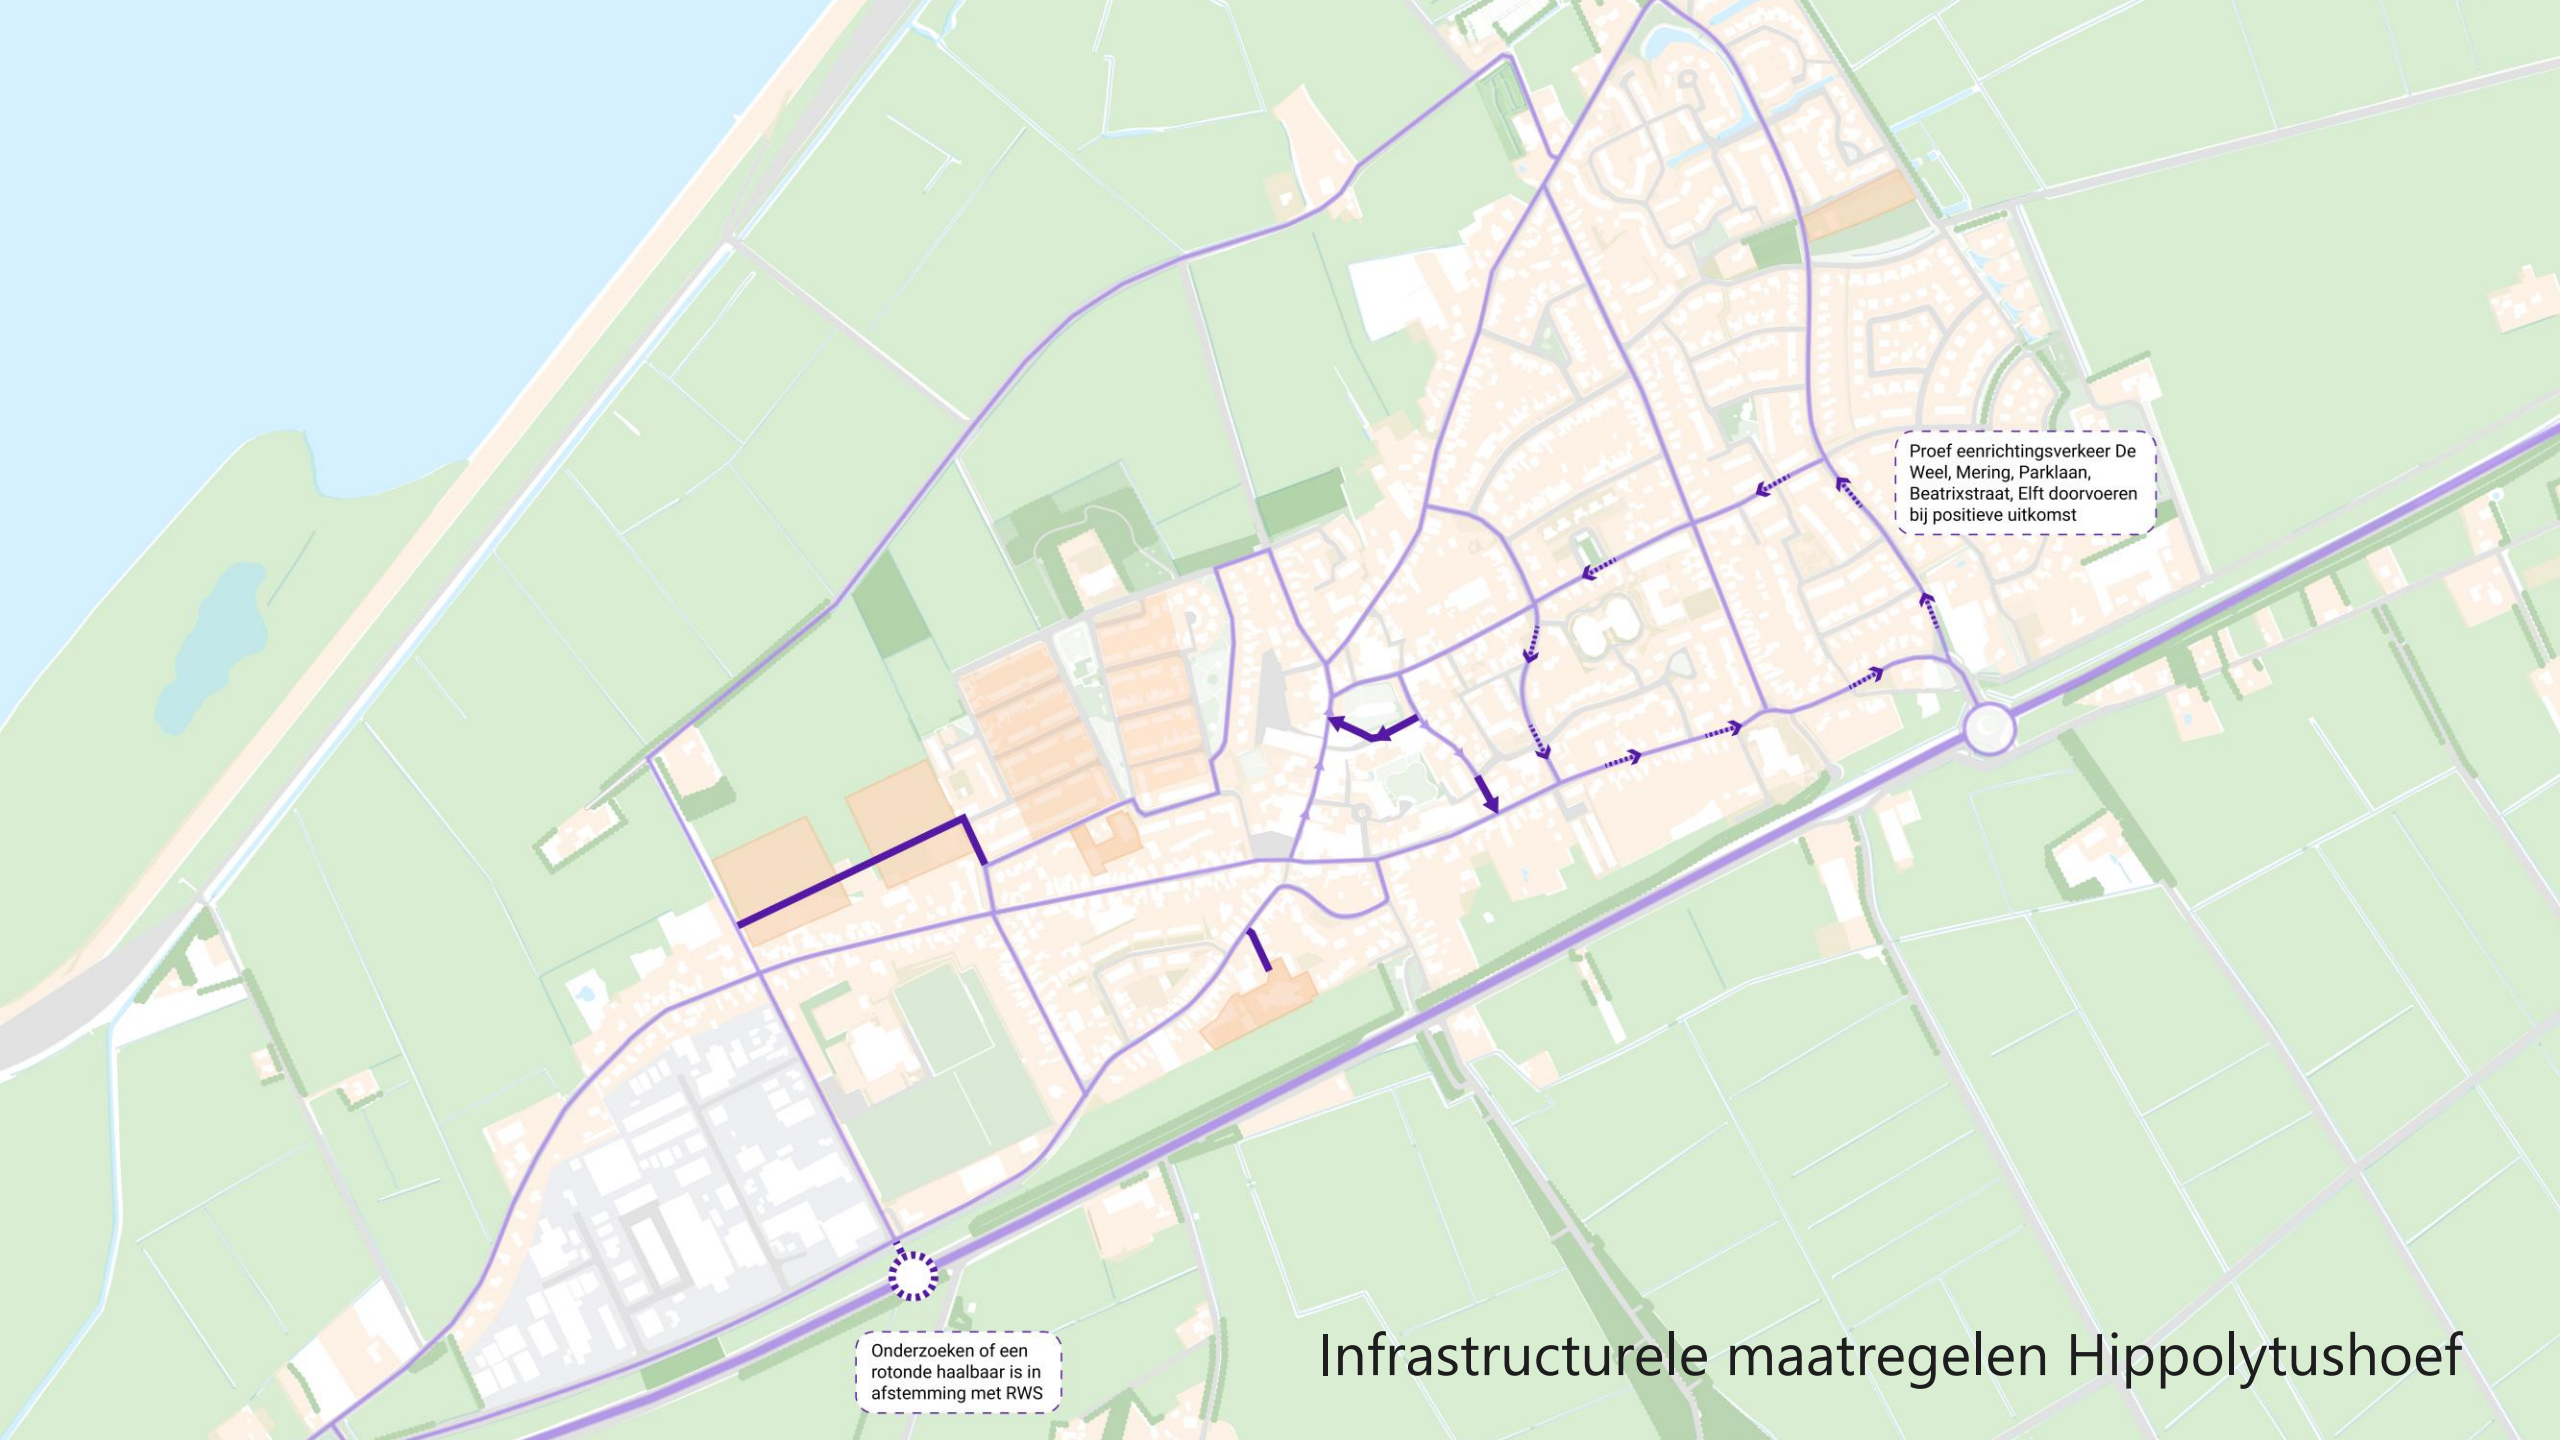 Proef eenrichtingsverkeer De
Weel, Mering, Parklaan,
Beatrixstraat, Elft doorvoeren
bij positieve uitkomst
Onderzoeken of een
rotonde haalbaar is in
afstemming met RWS
Infrastructurele maatregelen Hippolytushoef